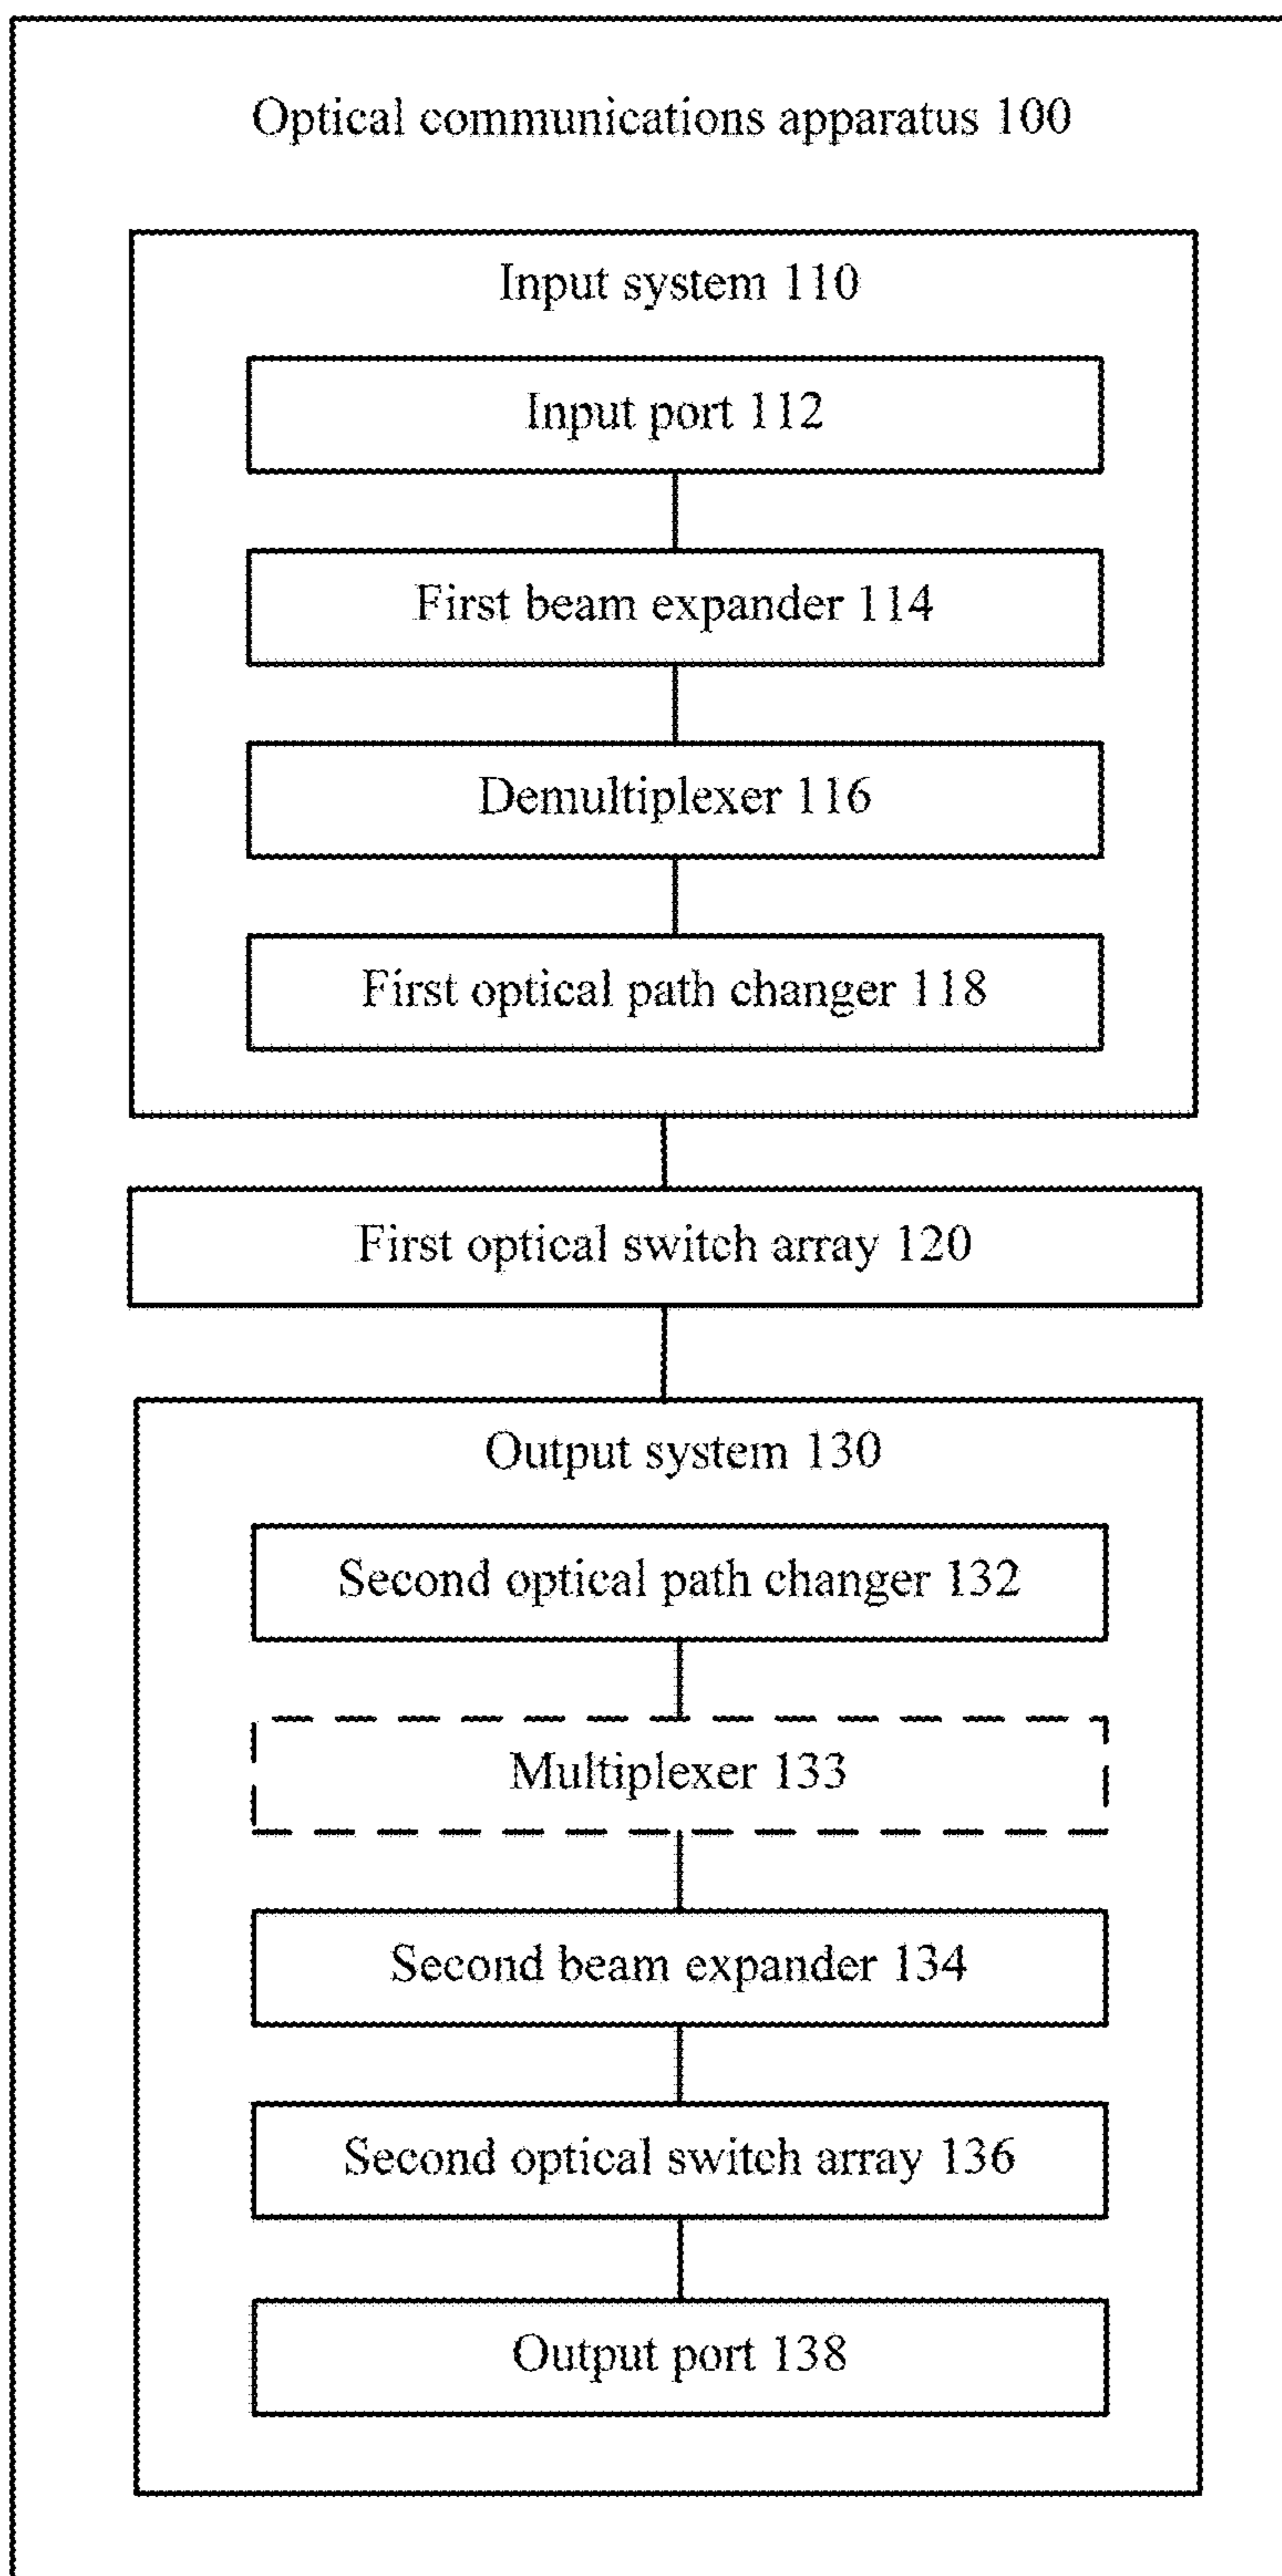 Optical communications apparatus 100
Input system 110
Input port 112
First beam expander 114
Demultiplexer 116
First optical path changer 118
First optical switch array 120
Output system 130
Second optical path changer 132
Multiplexer 133
Second beam expander 134
Second optical switch array 136
Output port 138